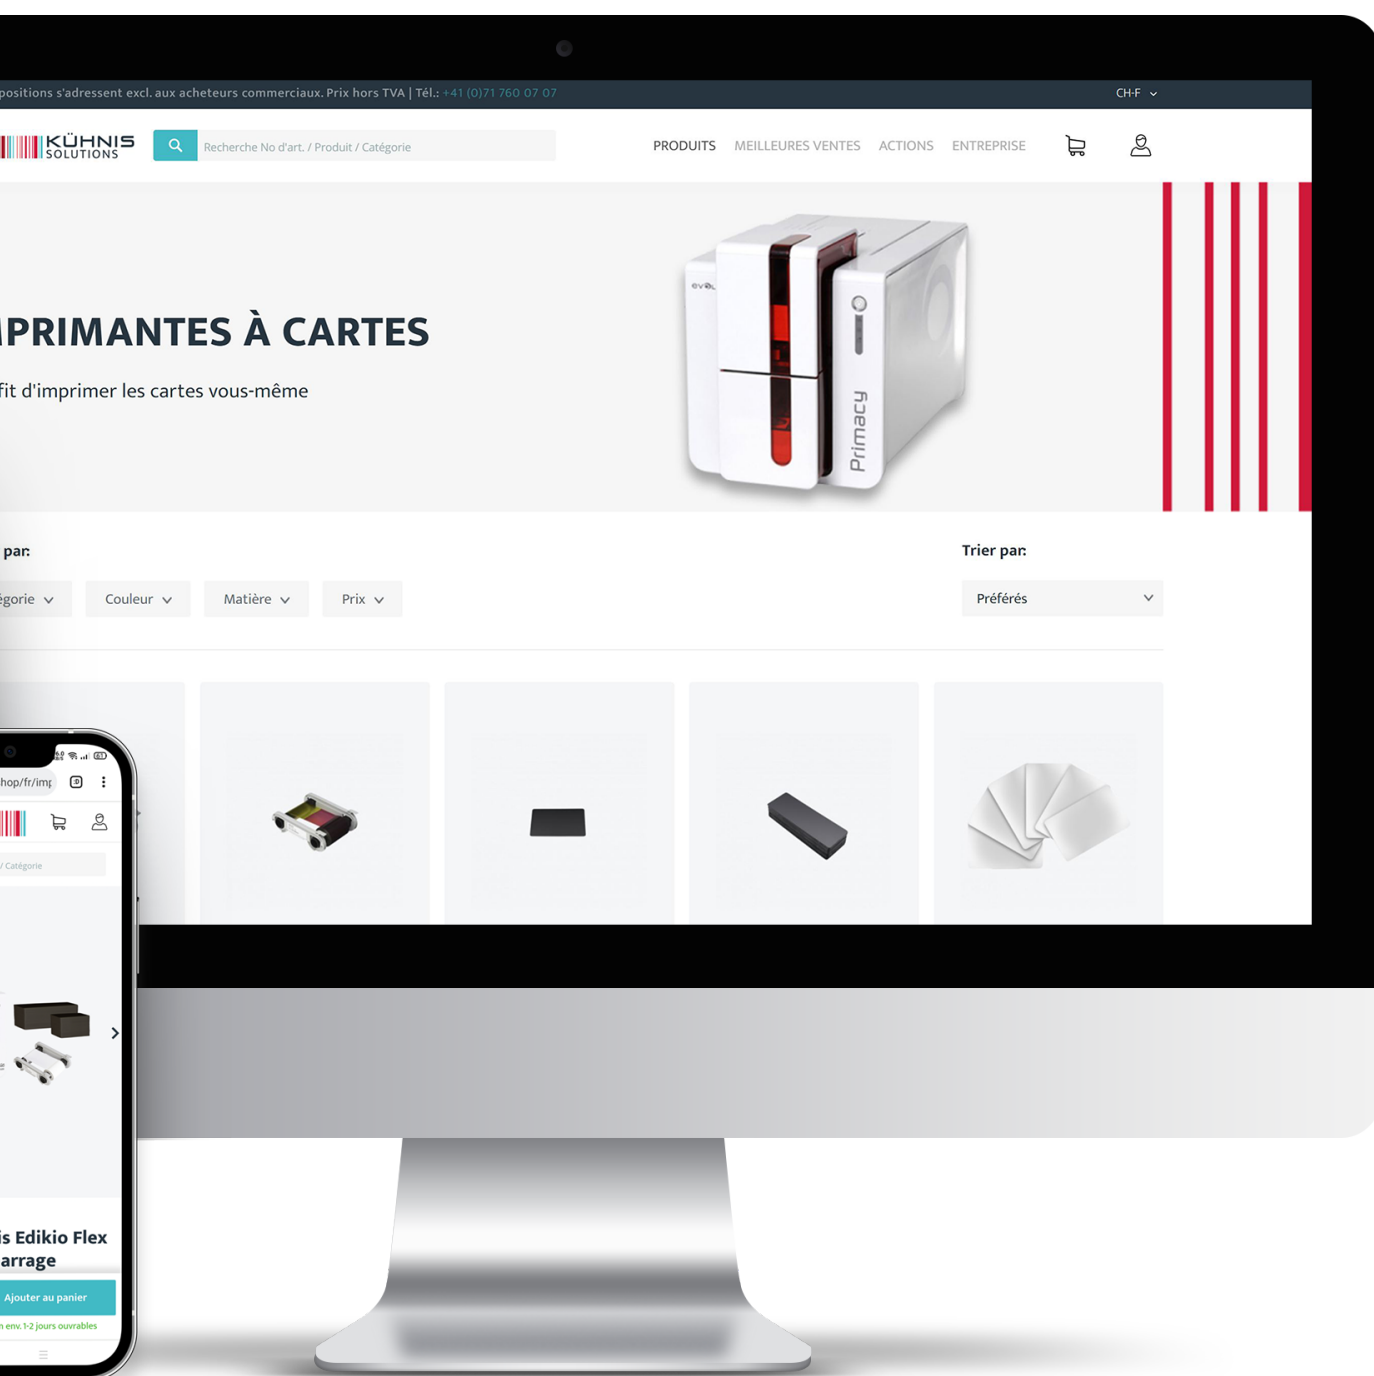 positions s'adressent excl. aux acheteurs commerciaux. Prix hors TVA | Tél.: +41 (0)71 760 07 07
CH-F
KÜHNIS
SOLUTIONS
Recherche No d'art. / Produit / Catégorie
PRODUITS MEILLEURES VENTES ACTIONS ENTREPRISE
MPRIMANTES À CARTES
fit d'imprimer les cartes vous-même
Primacy
par:
Trier par:
égorie
Couleur
Matière
Prix
Préférés
hop/fr/imp
/ Catégorie
is Edikio Flex
arrage
Ajouter au panier
n env. 1-2 jours ouvrables